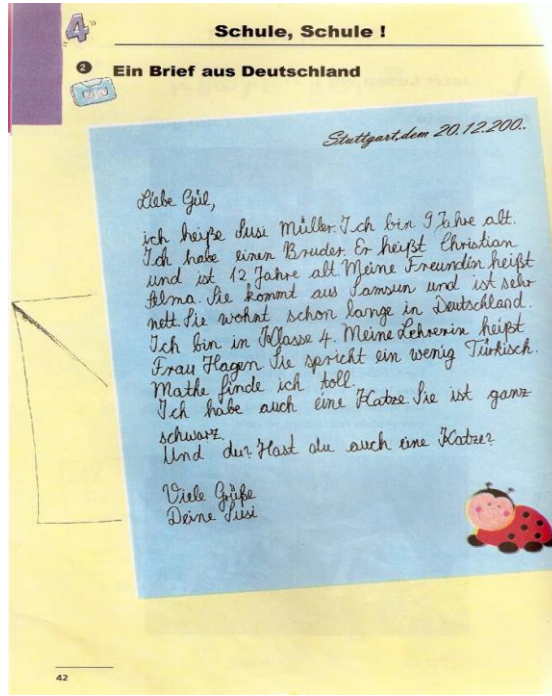 4
Schule, Schule !
2
Ein Brief aus Deutschland
Stuttgart, dem 20.12.200..
Liebe Gül,
ich heiße Susi Müller. Ich bin 9 Jahre alt.
Ich habe einen Bruder. Er heißt Christian
und ist 12 Jahre alt. Meine Freundin heißt
Selma. Sie kommt aus Samsun und ist sehr
nett. Sie wohnt schon lange in Deutschland.
Ich bin in Klasse 4. Meine Lehrerin heißt
Frau Hagen. Sie spricht ein wenig Türkisch.
Mathe finde ich toll.
Ich habe auch eine Katze. Sie ist ganz
schwarz.
Und du? Hast du auch eine Katze?
Viele Grüße
Deine Susi
42